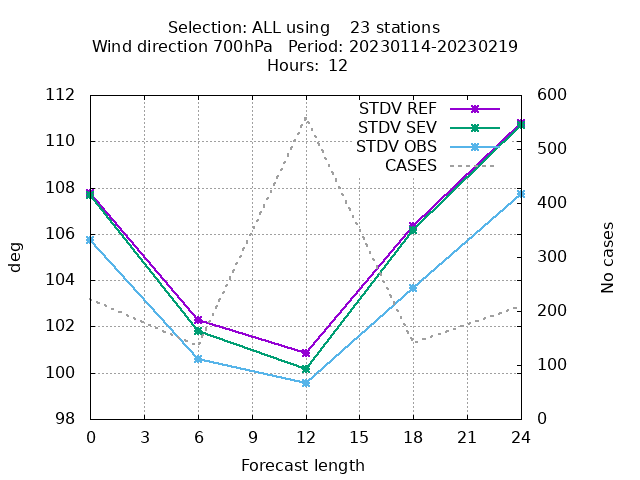 Selection: ALL using 23 stations
Wind direction 700hPa Period: 20230114-20230219
Hours: 12
STDV REF
STDV SEV
STDV OBS
CASES
112
110
108
106
104
102
100
98
deg
600
500
400
300
200
100
0
No cases
0 3 6 9 12 15 18 21 24
Forecast length